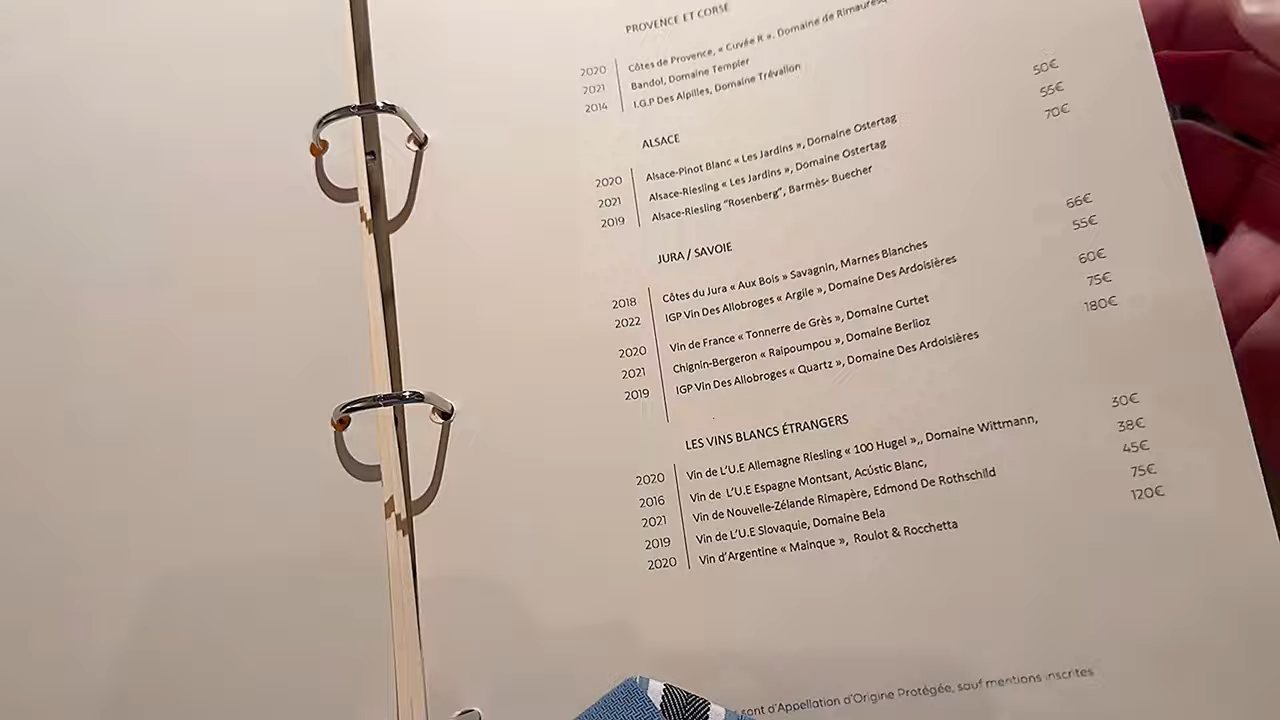 PROVENCE ET CORSE
2020 Côtes de Provence, « Cuvée R ». Domaine de Rimauresq
2021 Bandol, Domaine Tempier
2014 I.G.P Des Alpilles, Domaine Trévallon
ALSACE
2020 Alsace-Pinot Blanc « Les Jardins », Domaine Ostertag 50€
2021 Alsace-Riesling « Les Jardins », Domaine Ostertag 55€
2019 Alsace-Riesling "Rosenberg", Barmès- Buecher 70€
JURA / SAVOIE
2018 Côtes du Jura « Aux Bois » Savagnin, Marnes Blanches 66€
2022 IGP Vin Des Allobroges « Argile », Domaine Des Ardoisières 55€
2020 Vin de France « Tonnerre de Grès », Domaine Curtet 60€
2021 Chignin-Bergeron « Raipoumpou », Domaine Berlioz 75€
2019 IGP Vin Des Allobroges « Quartz », Domaine Des Ardoisières 180€
LES VINS BLANCS ÉTRANGERS
2020 Vin de L'U.E Allemagne Riesling « 100 Hugel »,, Domaine Wittmann, 30€
2016 Vin de L'U.E Espagne Montsant, Acústic Blanc, 38€
2021 Vin de Nouvelle-Zélande Rimapère, Edmond De Rothschild 45€
2019 Vin de L'U.E Slovaquie, Domaine Bela 75€
2020 Vin d'Argentine « Mainque », Roulot & Rocchetta 120€
sont d'Appellation d'Origine Protégée, sauf mentions inscrites